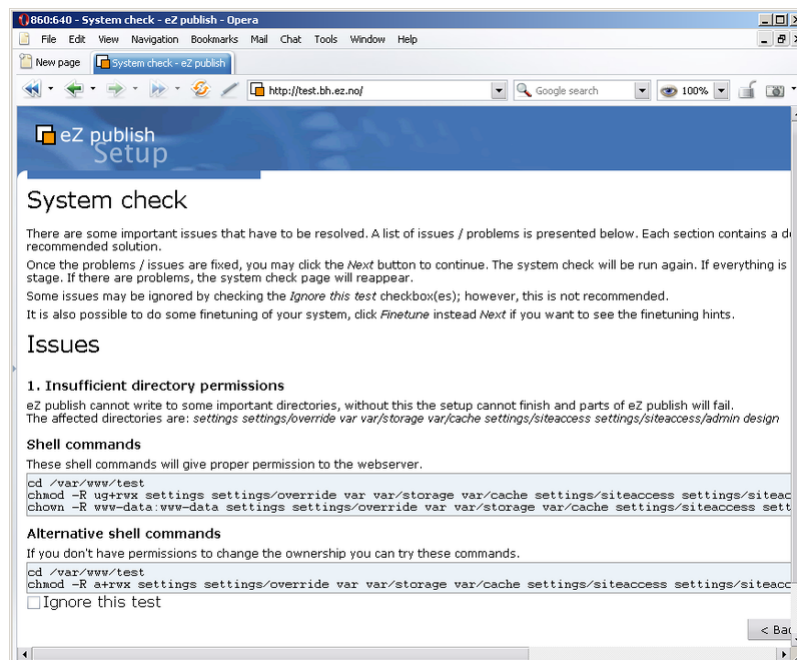 860:640 - System check - eZ publish - Opera
File Edit View Navigation Bookmarks Mail Chat Tools Window Help
New page System check - eZ publish
http://test.bh.ez.no/ Google search 100%
eZ publish
Setup
System check
There are some important issues that have to be resolved. A list of issues / problems is presented below. Each section contains a d
recommended solution.
Once the problems / issues are fixed, you may click the Next button to continue. The system check will be run again. If everything is
stage. If there are problems, the system check page will reappear.
Some issues may be ignored by checking the Ignore this test checkbox(es); however, this is not recommended.
It is also possible to do some finetuning of your system, click Finetune instead Next if you want to see the finetuning hints.
Issues
1. Insufficient directory permissions
eZ publish cannot write to some important directories, without this the setup cannot finish and parts of eZ publish will fail.
The affected directories are: settings settings/override var var/storage var/cache settings/siteaccess settings/siteaccess/admin design
Shell commands
These shell commands will give proper permission to the webserver.
cd /var/www/test
chmod -R ug+rwx settings settings/override var var/storage var/cache settings/siteaccess settings/siteac
chown -R www-data:www-data settings settings/override var var/storage var/cache settings/siteaccess sett
Alternative shell commands
If you don't have permissions to change the ownership you can try these commands.
cd /var/www/test
chmod -R a+rwx settings settings/override var var/storage var/cache settings/siteaccess settings/siteacc
Ignore this test
< Bac